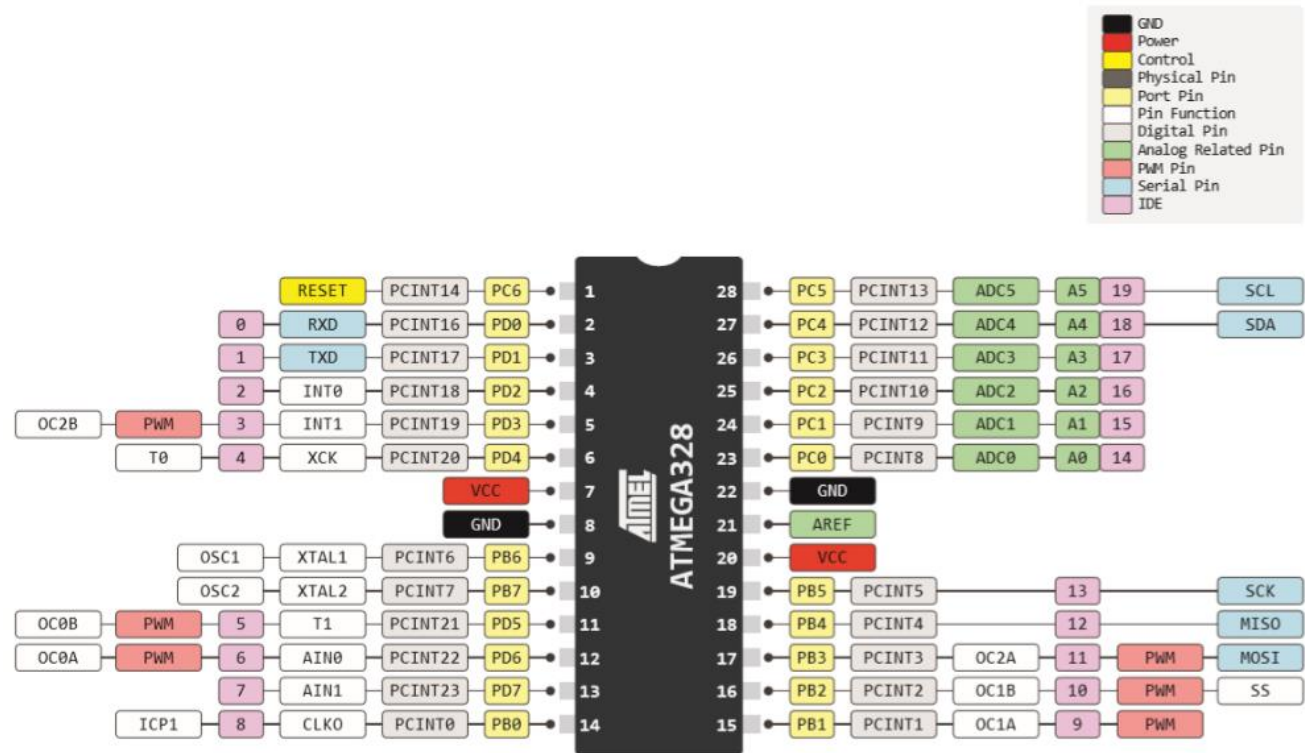 GND
Power
Control
Physical Pin
Port Pin
Pin Function
Digital Pin
Analog Related Pin
PWM Pin
Serial Pin
IDE
RESET PCINT14 PC6 1 28 PC5 PCINT13 ADC5 A5 19 SCL
0 RXD PCINT16 PD0 2 27 PC4 PCINT12 ADC4 A4 18 SDA
1 TXD PCINT17 PD1 3 26 PC3 PCINT11 ADC3 A3 17
2 INT0 PCINT18 PD2 4 25 PC2 PCINT10 ADC2 A2 16
OC2B PWM 3 INT1 PCINT19 PD3 5 24 PC1 PCINT9 ADC1 A1 15
T0 4 XCK PCINT20 PD4 6 23 PC0 PCINT8 ADC0 A0 14
VCC 7 22 GND
GND 8 21 AREF
OSC1 XTAL1 PCINT6 PB6 9 20 VCC
OSC2 XTAL2 PCINT7 PB7 10 19 PB5 PCINT5 13 SCK
OC0B PWM 5 T1 PCINT21 PD5 11 18 PB4 PCINT4 12 MISO
OC0A PWM 6 AIN0 PCINT22 PD6 12 17 PB3 PCINT3 OC2A 11 PWM MOSI
7 AIN1 PCINT23 PD7 13 16 PB2 PCINT2 OC1B 10 PWM SS
ICP1 8 CLKO PCINT0 PB0 14 15 PB1 PCINT1 OC1A 9 PWM
ATMEL
ATMEGA328